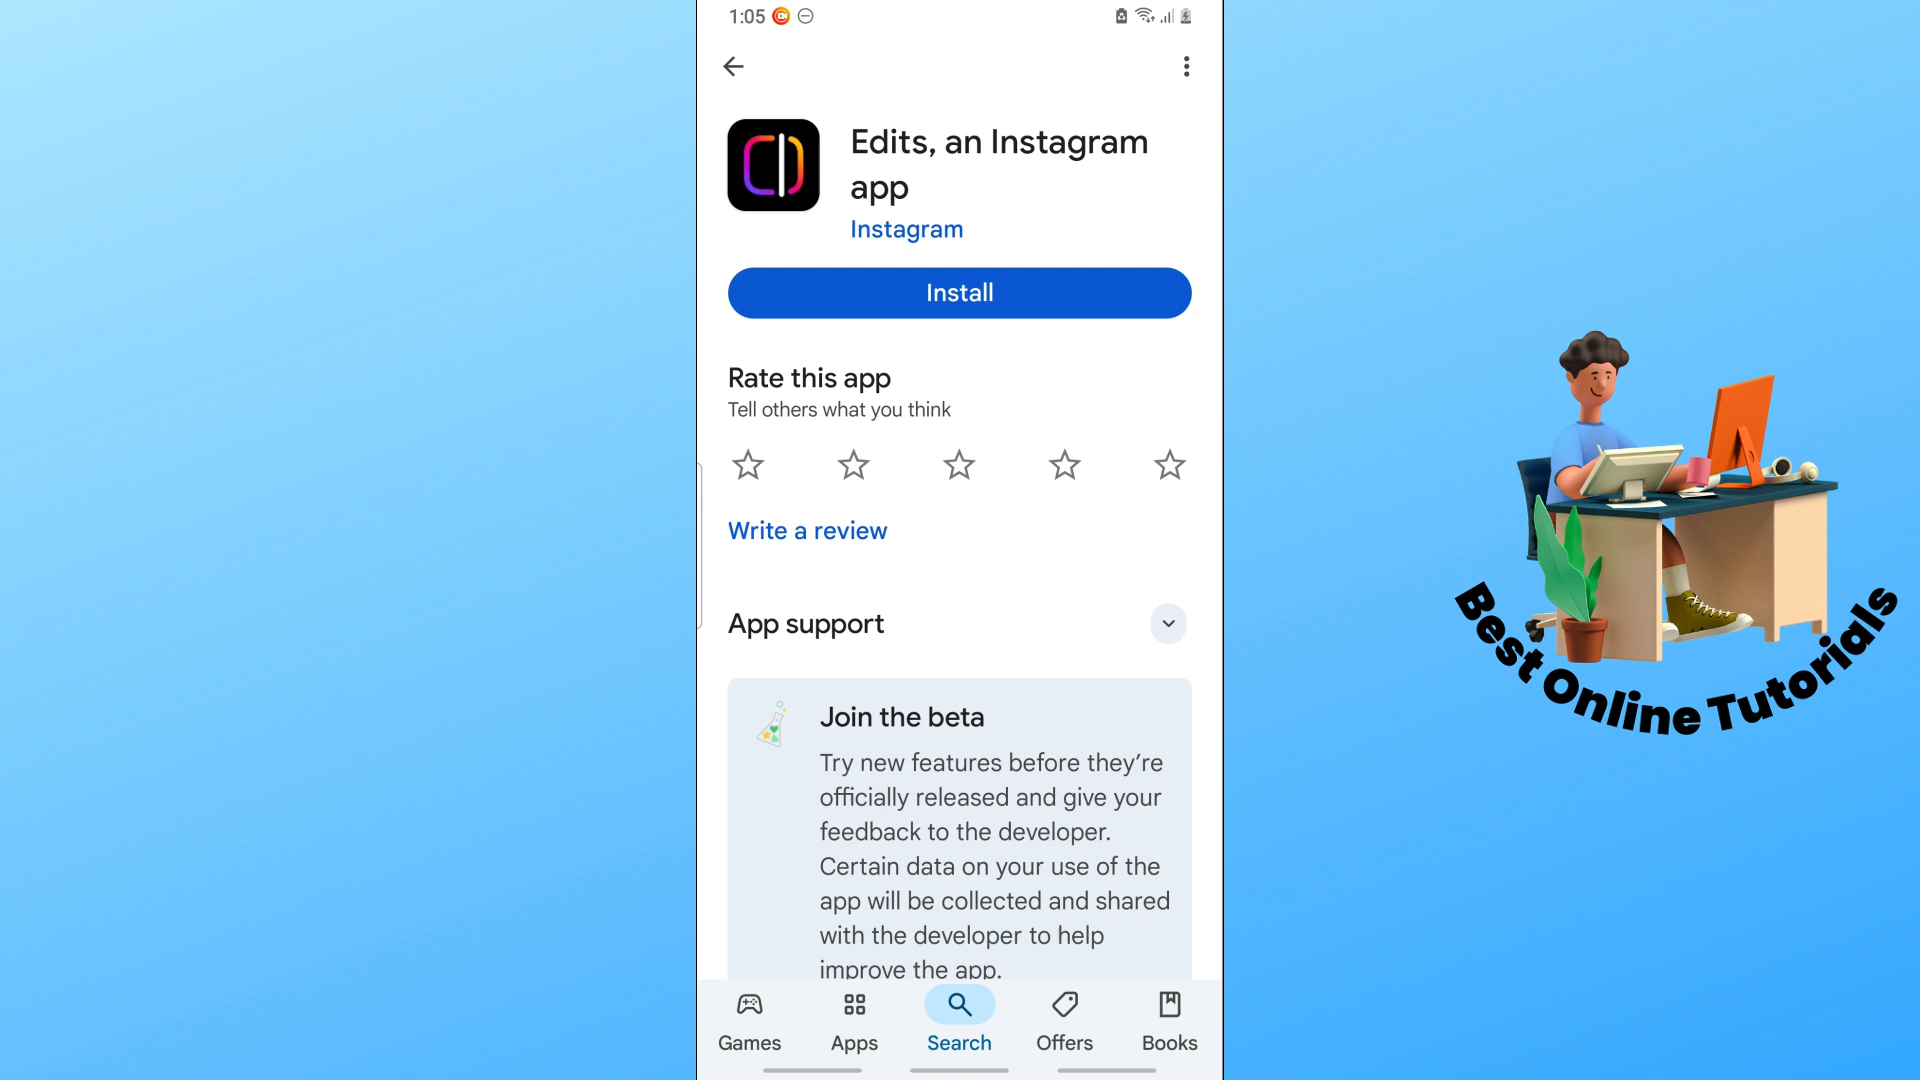 1:05
Edits, an Instagram
app
Instagram
Install
Rate this app
Tell others what you think
Write a review
App support
Join the beta
Try new features before they're
officially released and give your
feedback to the developer.
Certain data on your use of the
app will be collected and shared
with the developer to help
improve the app.
Games
Apps
Search
Offers
Books
Best Online Tutorials